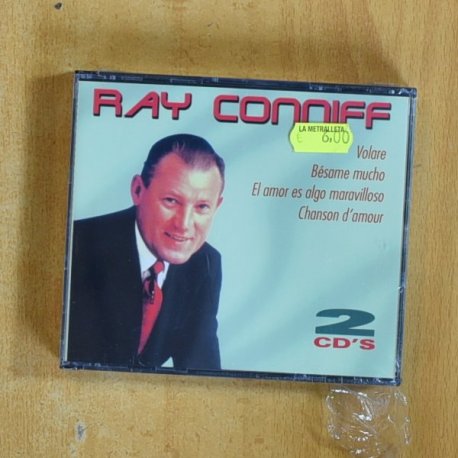 RAY CONNIFF
LA METRALLETA
€ 6,00
Volare
Bésame mucho
El amor es algo maravilloso
Chanson d'amour
2
CD'S